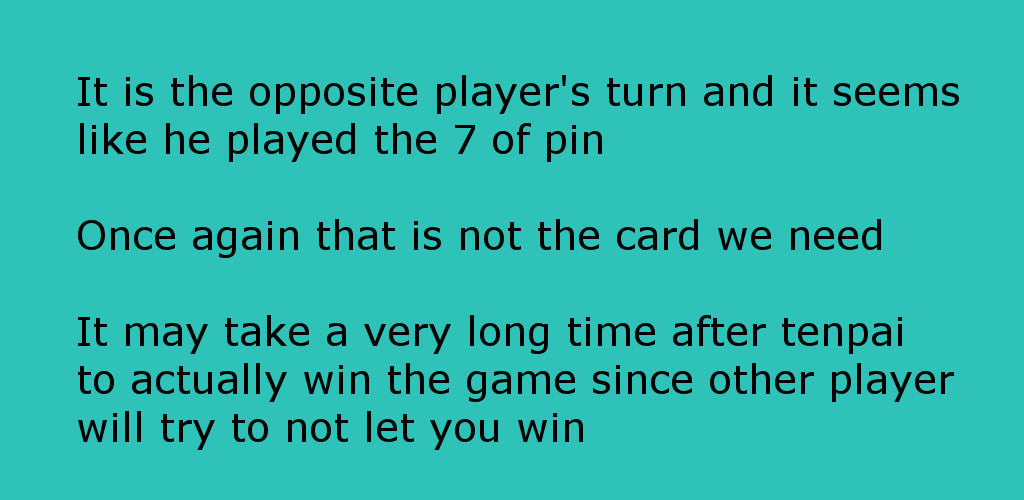 It is the opposite player's turn and it seems
like he played the 7 of pin
Once again that is not the card we need
It may take a very long time after tenpai
to actually win the game since other player
will try to not let you win